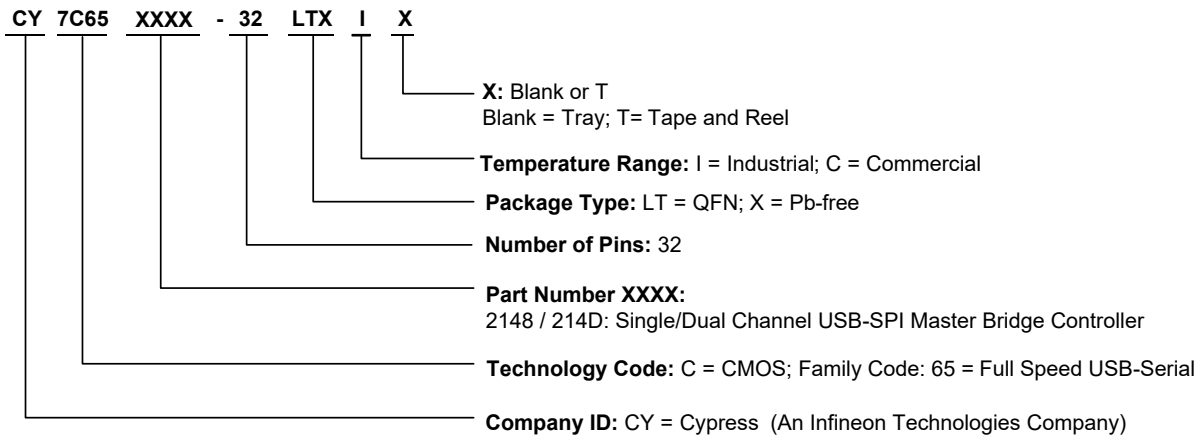 CY 7C65 XXXX - 32 LTX I X
X: Blank or T
Blank = Tray; T= Tape and Reel
Temperature Range: I = Industrial; C = Commercial
Package Type: LT = QFN; X = Pb-free
Number of Pins: 32
Part Number XXXX:
2148 / 214D: Single/Dual Channel USB-SPI Master Bridge Controller
Technology Code: C = CMOS; Family Code: 65 = Full Speed USB-Serial
Company ID: CY = Cypress (An Infineon Technologies Company)